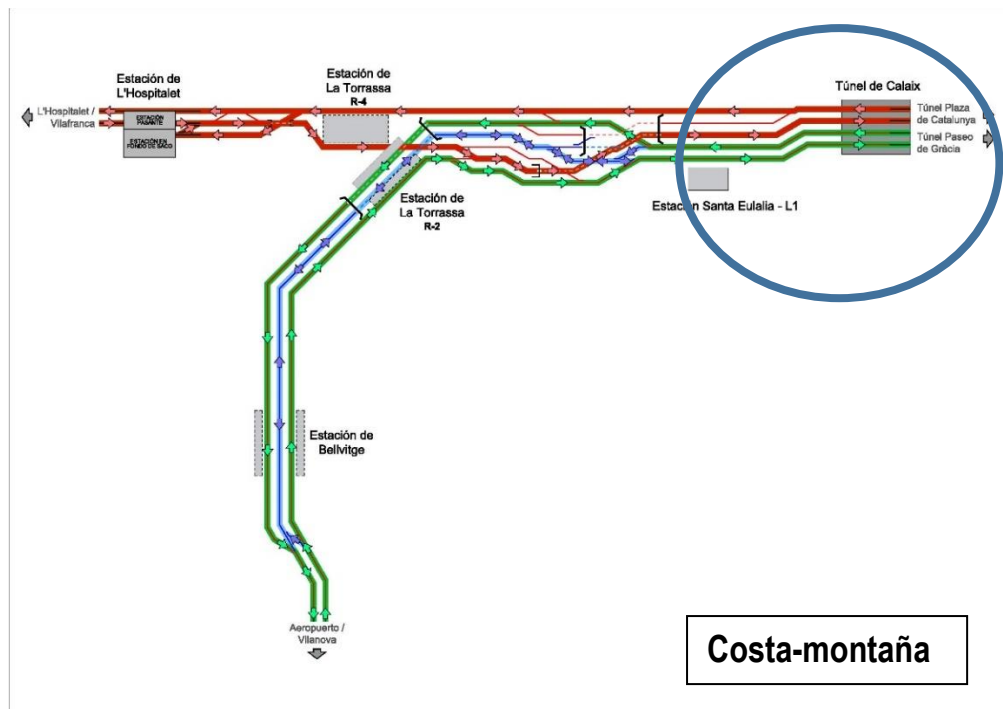 Estación de
L'Hospitalet
Estación de
La Torrassa
R-4
Túnel de Calaix
L'Hospitalet /
Vilafranca
ESTACIÓN
PASANTE
ESTACIÓN EN
FONDO DE SACO
Túnel Plaza
de Catalunya
Túnel Paseo
de Gràcia
Estación de
La Torrassa
R-2
Estación Santa Eulalia - L1
Estación de
Bellvitge
Aeropuerto /
Vilanova
Costa-montaña